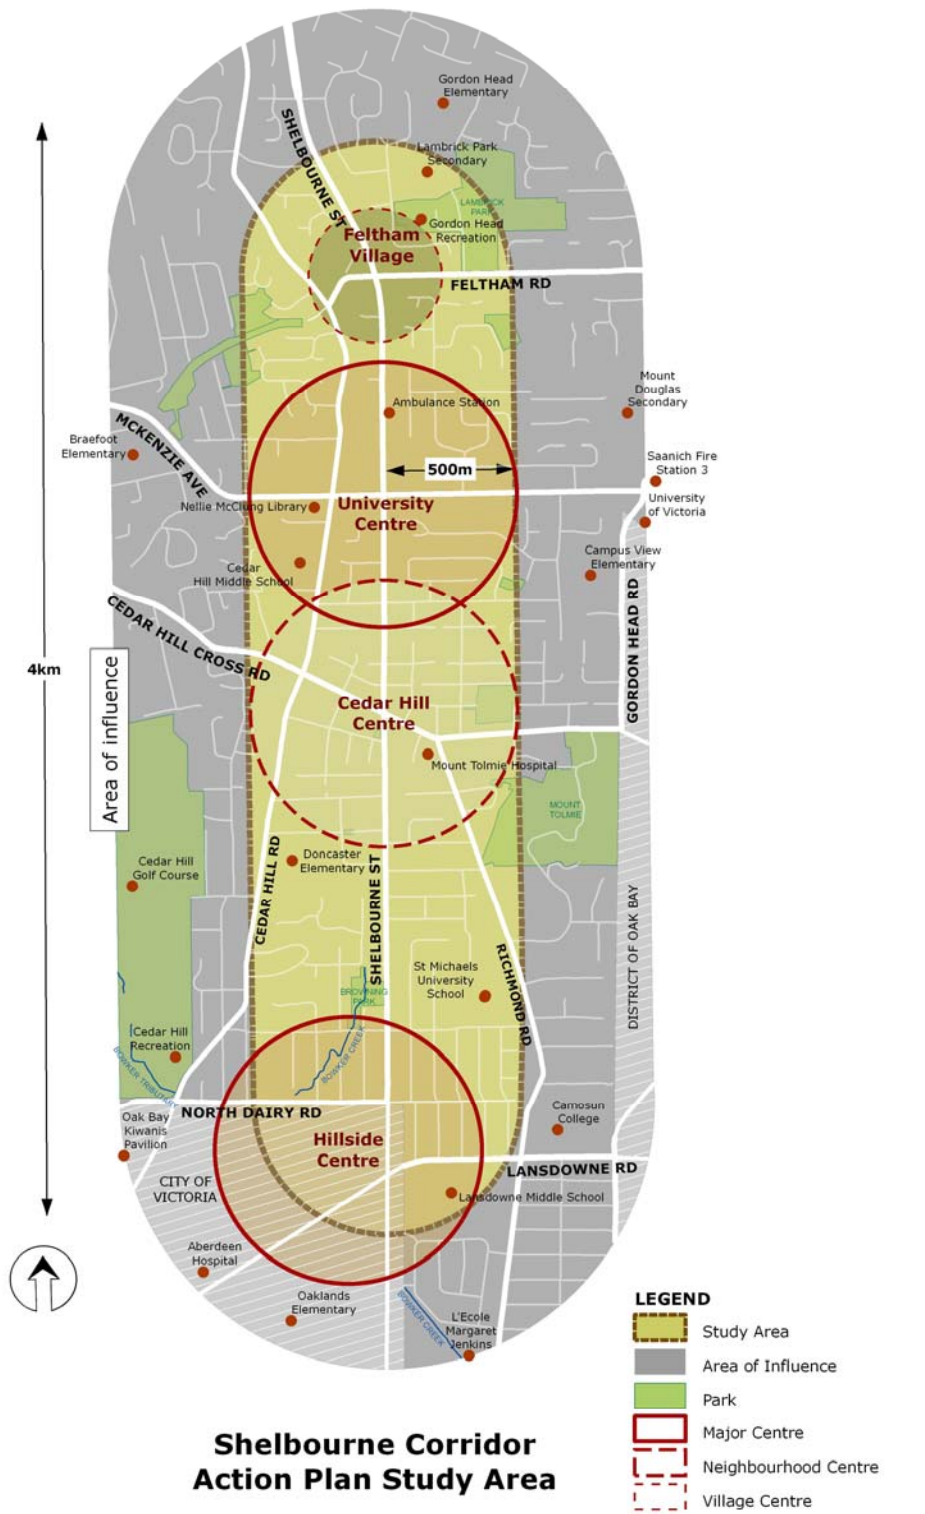 Gordon Head
Elementary
SHELBOURNE ST
Lambrick Park
Secondary
LAMBRICK
PARK
Gordon Head
Recreation
Feltham
Village
FELTHAM RD
Mount
Douglas
Secondary
Ambulance Station
MCKENZIE AVE
Braefoot
Elementary
500m
Saanich Fire
Station 3
University
of Victoria
Nellie McClung Library
University
Centre
Campus View
Elementary
Cedar
Hill Middle School
CEDAR HILL CROSS RD
GORDON HEAD RD
4km
Area of influence
Cedar Hill
Centre
Mount Tolmie Hospital
MOUNT
TOLMIE
Cedar Hill
Golf Course
Doncaster
Elementary
CEDAR HILL RD
SHELBOURNE ST
DISTRICT OF OAK BAY
St Michaels
University
School
RICHMOND RD
BROWNING
PARK
BOWKER CREEK
Cedar Hill
Recreation
BOWKER TRIBUTARY
NORTH DAIRY RD
Oak Bay
Kiwanis
Pavilion
Camosun
College
Hillside
Centre
LANSDOWNE RD
CITY OF
VICTORIA
Lansdowne Middle School
Aberdeen
Hospital
Oaklands
Elementary
BOWKER CREEK
L'Ecole
Margaret
Jenkins
LEGEND
Study Area
Area of Influence
Park
Major Centre
Neighbourhood Centre
Village Centre
Shelbourne Corridor
Action Plan Study Area